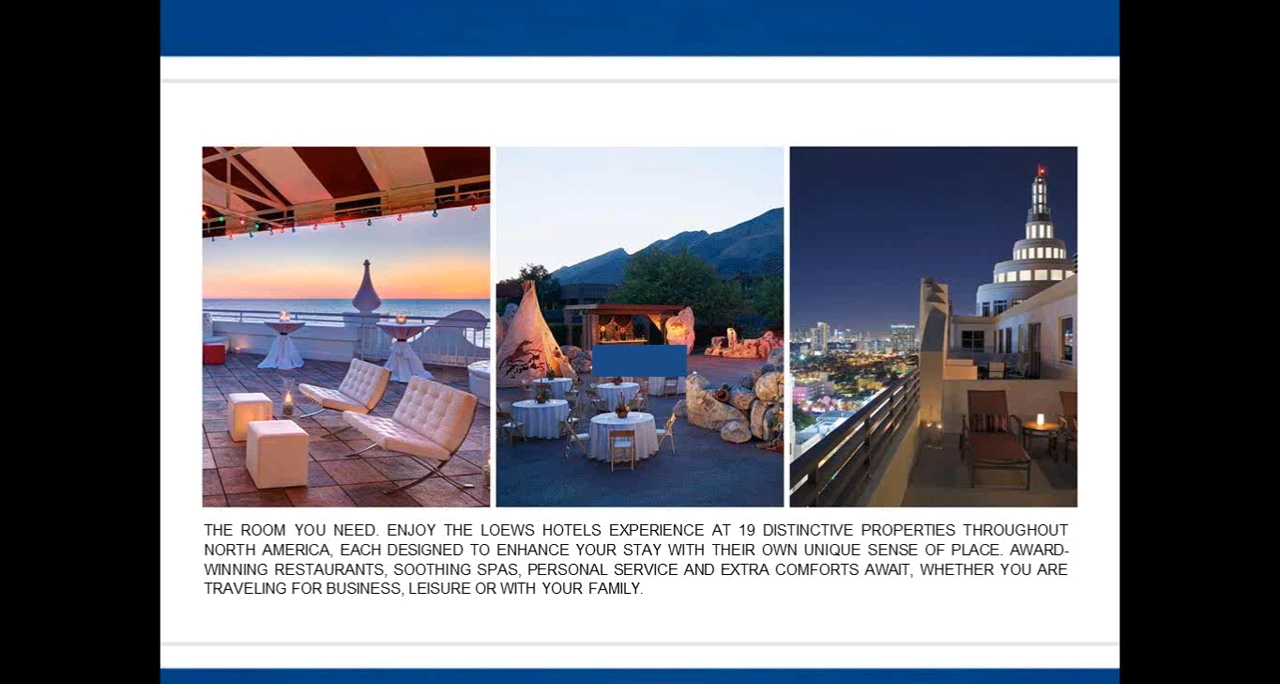 THE ROOM YOU NEED. ENJOY THE LOEWS HOTELS EXPERIENCE AT 19 DISTINCTIVE PROPERTIES THROUGHOUT
NORTH AMERICA, EACH DESIGNED TO ENHANCE YOUR STAY WITH THEIR OWN UNIQUE SENSE OF PLACE. AWARD-
WINNING RESTAURANTS, SOOTHING SPAS, PERSONAL SERVICE AND EXTRA COMFORTS AWAIT, WHETHER YOU ARE
TRAVELING FOR BUSINESS, LEISURE OR WITH YOUR FAMILY.